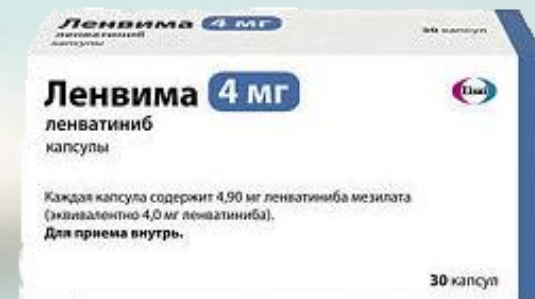 Ленвима 4 мг
ленватиниб
капсулы
30 капсул
Ленвима 4 мг
ленватиниб
капсулы
Eisai
Каждая капсула содержит 4,90 мг ленватиниба мезилата
(эквивалентно 4,0 мг ленватиниба).
Для приема внутрь.
30 капсул